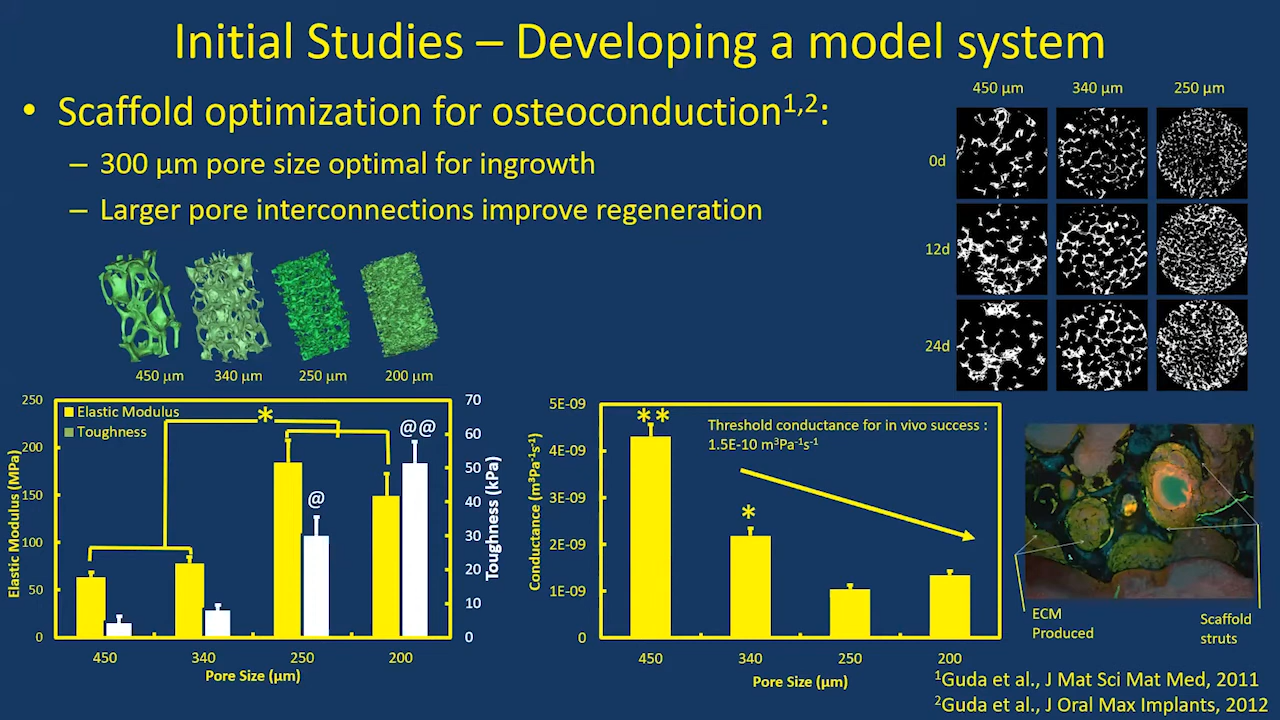 Initial Studies – Developing a model system
• Scaffold optimization for osteoconduction1,2:
– 300 µm pore size optimal for ingrowth
– Larger pore interconnections improve regeneration
450 µm 340 µm 250 µm
0d
12d
24d
450 µm 340 µm 250 µm 200 µm
Elastic Modulus
Toughness
Elastic Modulus (MPa)
250
200
150
100
50
0
*
@
@@
70
60
50
40
30
20
10
0
Toughness (kPa)
450 340 250 200
Pore Size (µm)
Conductance (m³Pa⁻¹s⁻¹)
5E-09
4E-09
3E-09
2E-09
1E-09
0
**
*
Threshold conductance for in vivo success :
1.5E-10 m³Pa⁻¹s⁻¹
450 340 250 200
Pore Size (µm)
ECM
Produced
Scaffold
struts
¹Guda et al., J Mat Sci Mat Med, 2011
²Guda et al., J Oral Max Implants, 2012